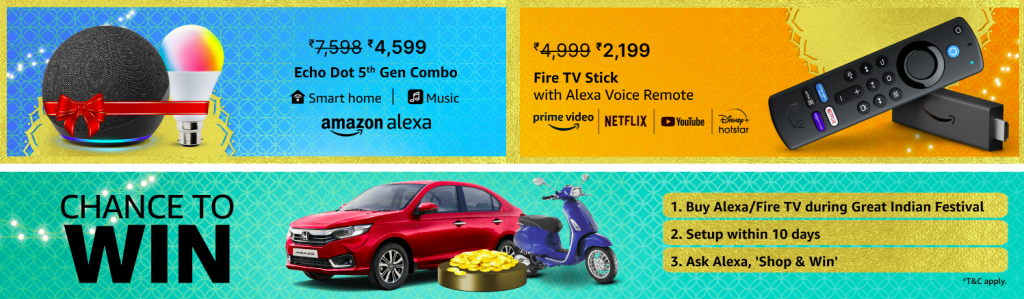 ₹7,598 ₹4,599
Echo Dot 5th Gen Combo
Smart home | Music
amazon alexa
₹4,999 ₹2,199
Fire TV Stick
with Alexa Voice Remote
prime video | NETFLIX | YouTube | Disney+ hotstar
CHANCE TO
WIN
AMAZE
1. Buy Alexa/Fire TV during Great Indian Festival
2. Setup within 10 days
3. Ask Alexa, 'Shop & Win'
*T&C apply.